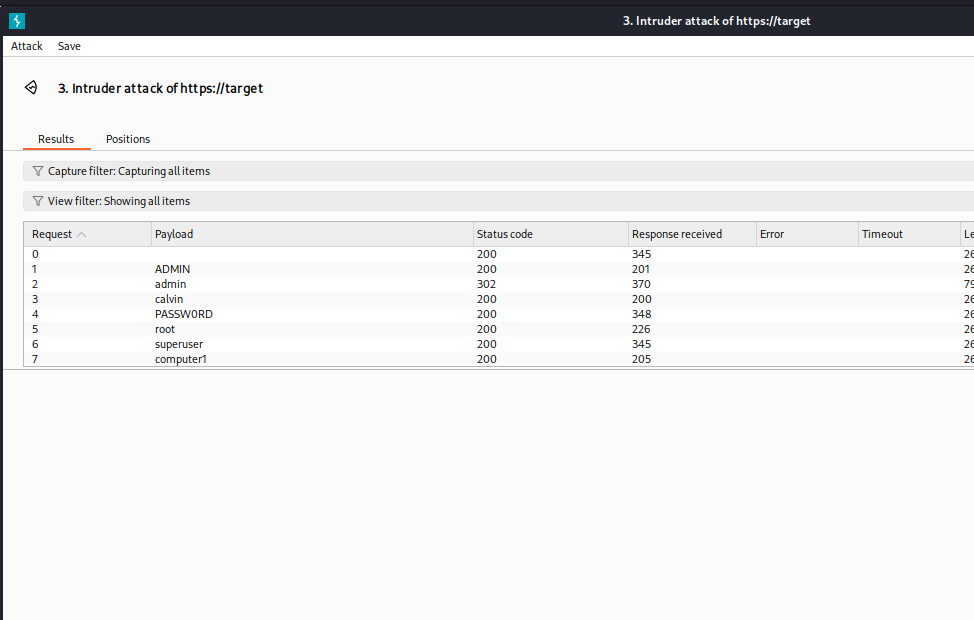 3. Intruder attack of https://target
Attack Save
3. Intruder attack of https://target
Results Positions
Capture filter: Capturing all items
View filter: Showing all items
Request Payload Status code Response received Error Timeout Le
0 200 345 26
1 ADMIN 200 201 26
2 admin 302 370 79
3 calvin 200 200 26
4 PASSW0RD 200 348 26
5 root 200 226 26
6 superuser 200 345 26
7 computer1 200 205 26